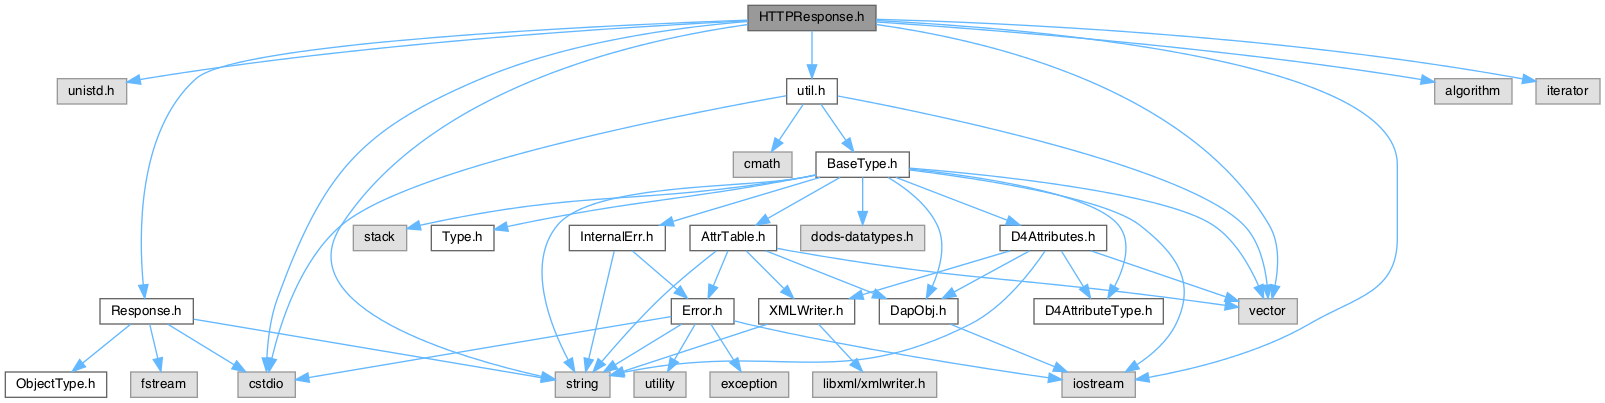 HTTPResponse.h
unistd.h
util.h
algorithm
iterator
cmath
BaseType.h
stack
Type.h
InternalErr.h
AttrTable.h
dods-datatypes.h
D4Attributes.h
Response.h
Error.h
XMLWriter.h
DapObj.h
D4AttributeType.h
vector
ObjectType.h
fstream
cstdio
string
utility
exception
libxml/xmlwriter.h
iostream